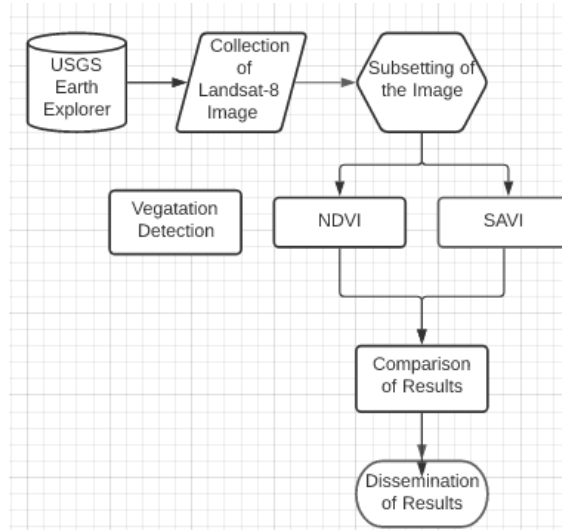 USGS
Earth
Explorer
Collection
of
Landsat-8
Image
Subsetting of
the Image
Vegatation
Detection
NDVI
SAVI
Comparison
of Results
Dissemination
of Results